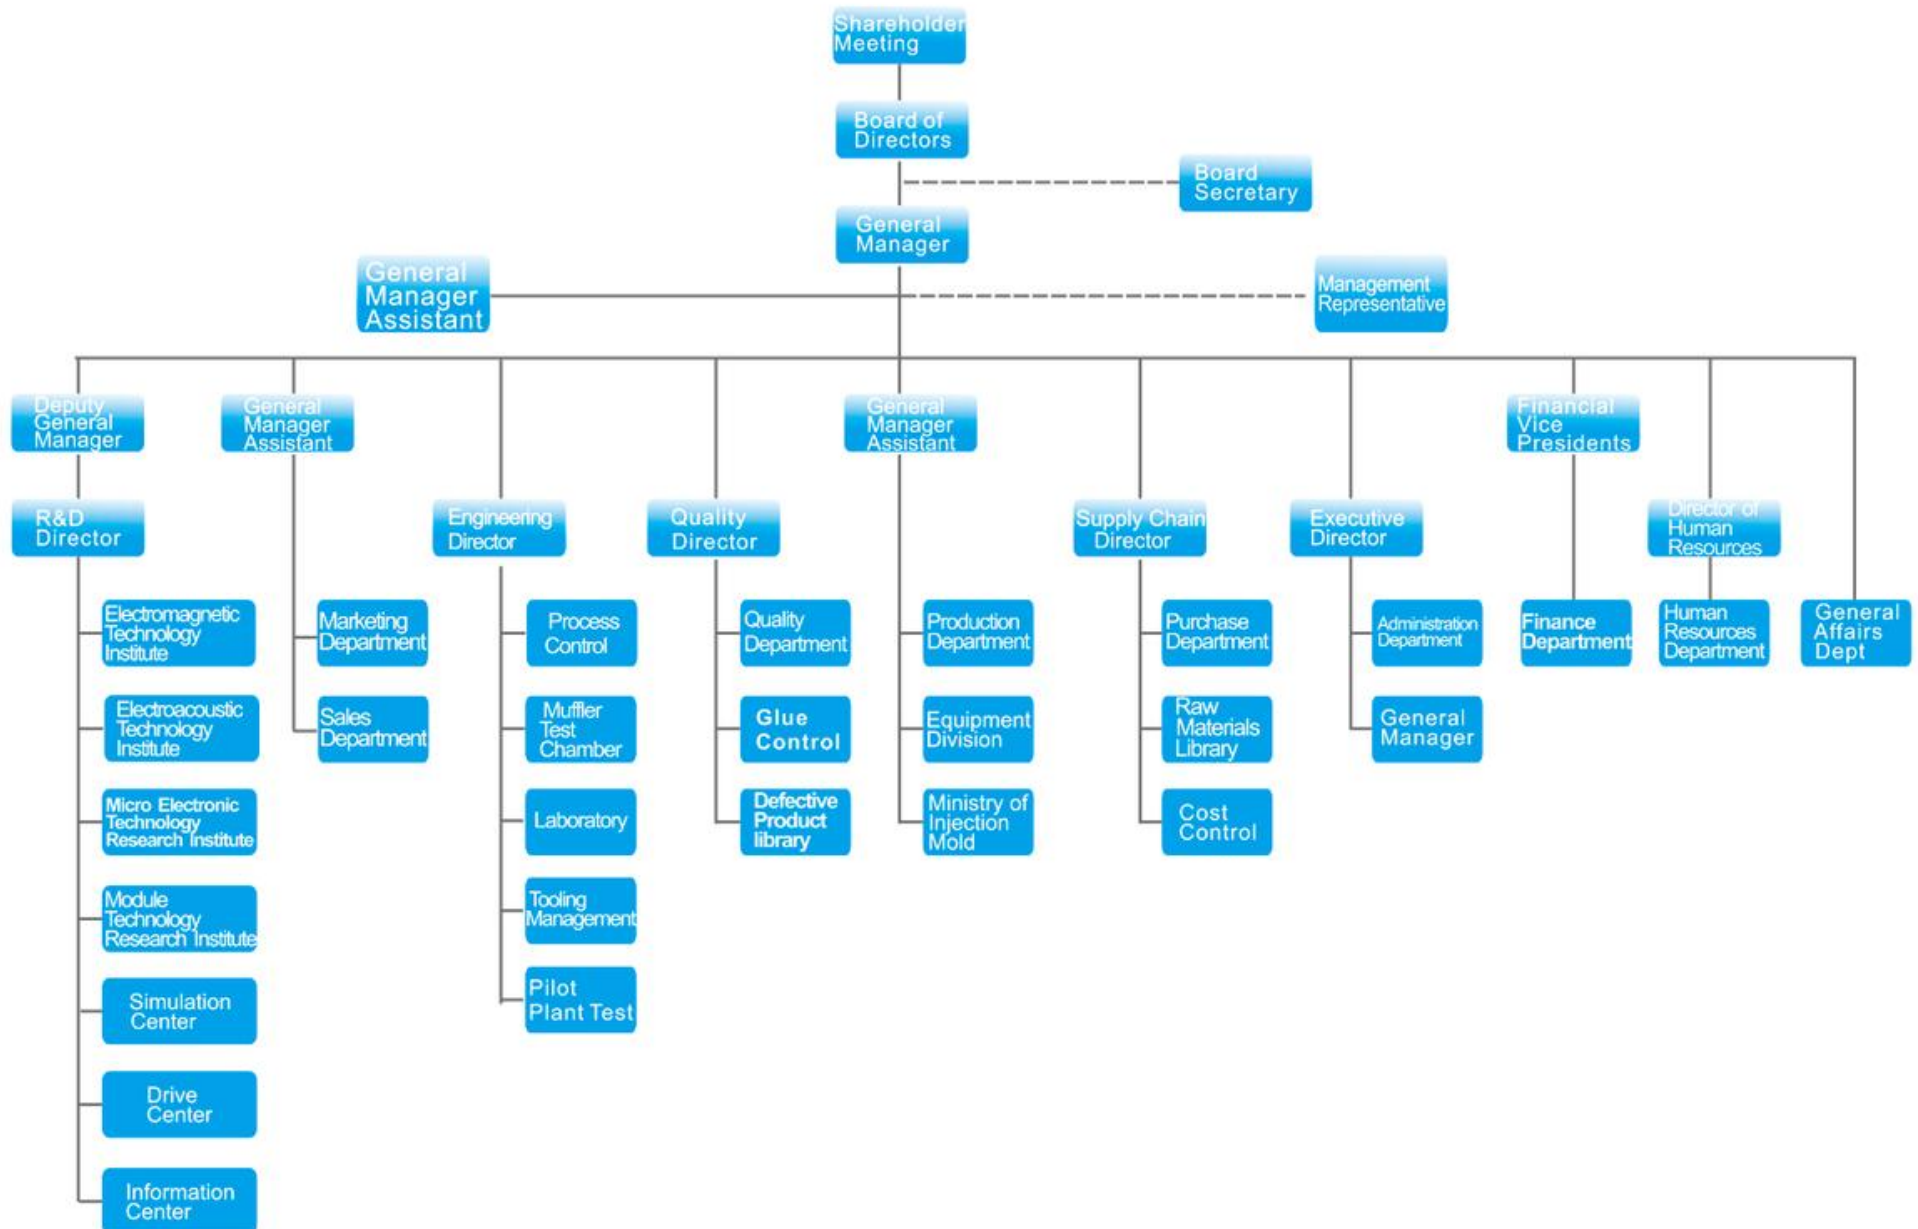 Shareholder
Meeting
Board of
Directors
Board
Secretary
General
Manager
General
Manager
Assistant
Management
Representative
Deputy
General
Manager
General
Manager
Assistant
General
Manager
Assistant
Financial
Vice
Presidents
R&D
Director
Engineering
Director
Quality
Director
Supply Chain
Director
Executive
Director
Director of
Human
Resources
Electromagnetic
Technology
Institute
Marketing
Department
Process
Control
Quality
Department
Production
Department
Purchase
Department
Administration
Department
Finance
Department
Human
Resources
Department
General
Affairs
Dept
Electroacoustic
Technology
Institute
Sales
Department
Muffler
Test
Chamber
Glue
Control
Equipment
Division
Raw
Materials
Library
General
Manager
Micro Electronic
Technology
Research Institute
Laboratory
Defective
Product
library
Ministry of
Injection
Mold
Cost
Control
Module
Technology
Research Institute
Tooling
Management
Simulation
Center
Pilot
Plant Test
Drive
Center
Information
Center